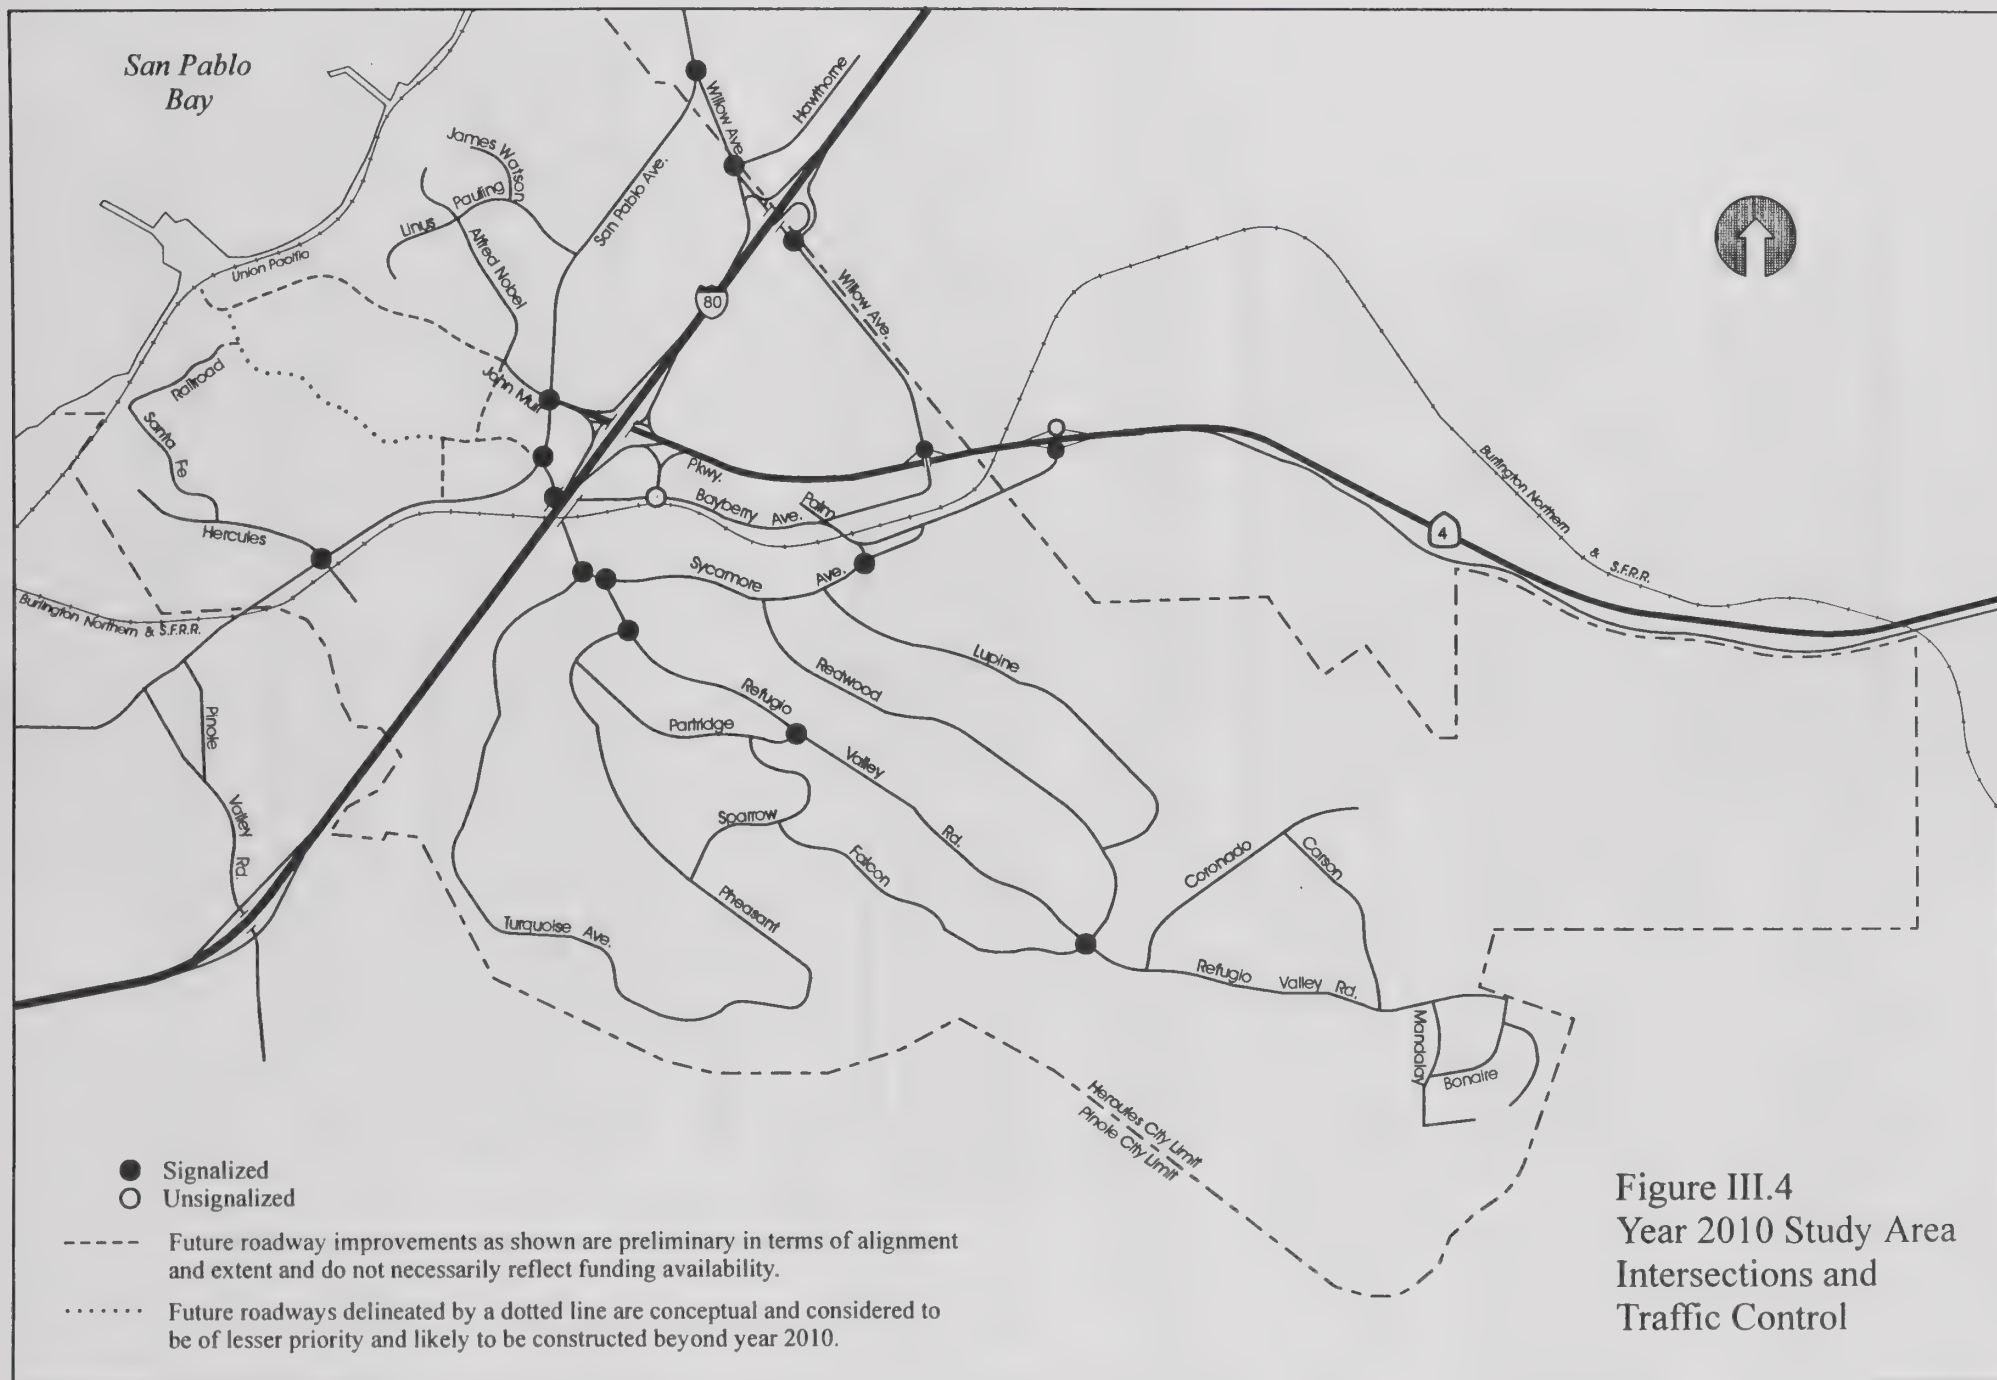 San Pablo
Bay
Hawthorne
Willow Ave.
James Watson
San Pablo Ave.
Linus Pauling
Alfred Nobel
Union Pacific
80
Willow Ave.
Railroad
John Muir
Santa Fe
Pkwy.
Bayberry Ave.
Palm
Burlington Northern & S.F.R.R.
4
Hercules
Sycamore Ave.
Burlington Northern & S.F.R.R.
Lupine
Redwood
Refugio
Valley
Rd.
Partridge
Pinole
Valley
Rd.
Sparrow
Falcon
Coronado
Corson
Pheasant
Turquoise Ave.
Refugio Valley Rd.
Mandalay
Bonaire
Hercules City Limit
Pinole City Limit
Signalized
Unsignalized
Future roadway improvements as shown are preliminary in terms of alignment
and extent and do not necessarily reflect funding availability.
Future roadways delineated by a dotted line are conceptual and considered to
be of lesser priority and likely to be constructed beyond year 2010.
Figure III.4
Year 2010 Study Area
Intersections and
Traffic Control